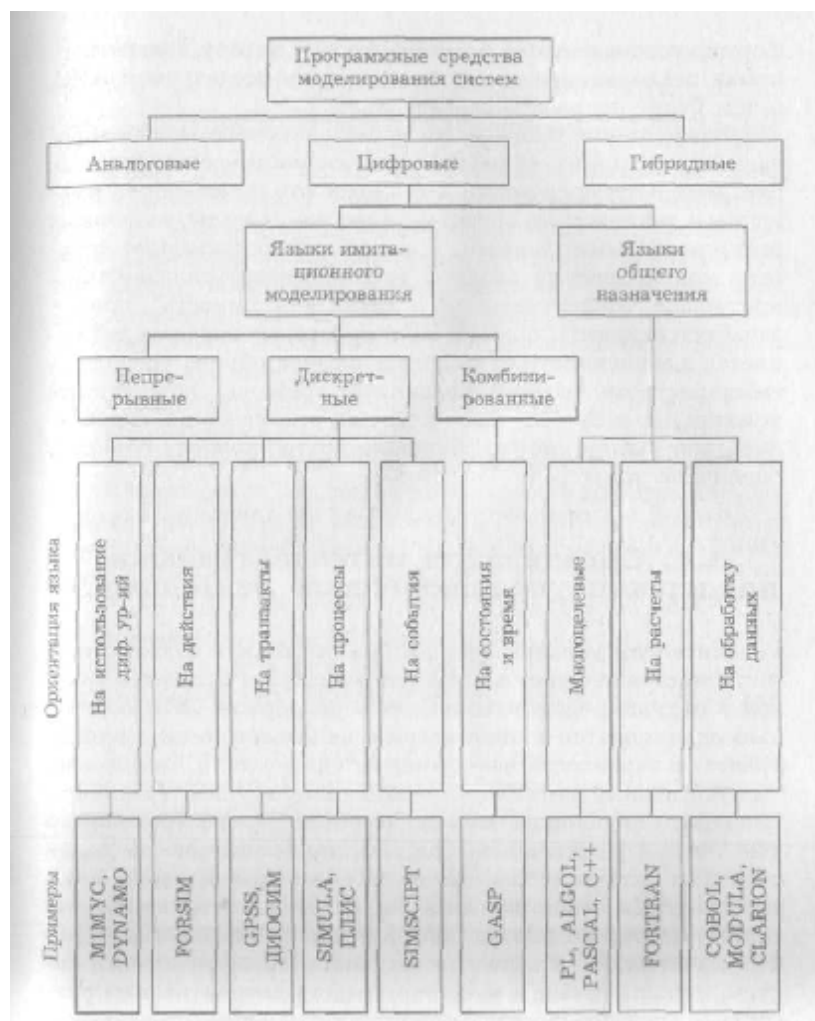 Программные средства
моделирования систем
Аналоговые
Цифровые
Гибридные
Языки имита-
ционного
моделирования
Языки
общего
назначения
Непре-
рывные
Дискрет-
ные
Комбини-
рованные
Ориентация языка
На использование
диф. ур-ий
На действия
На транзакты
На процессы
На события
На состояния
и время
Многоцелевые
На расчеты
На обработку
данных
Примеры
MIMYC,
DYNAMO
FORSIM
GPSS,
ДИОСИМ
SIMULA,
ПЛИС
SIMSCIPT
GASP
PL, ALGOL,
PASCAL, C++
FORTRAN
COBOL,
MODULA,
CLARION